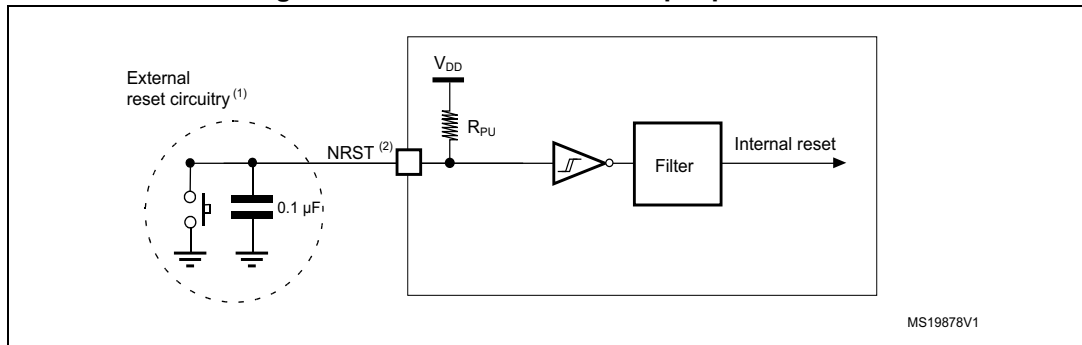 External
reset circuitry (1)
VDD
RPU
NRST (2)
0.1 μF
Filter
Internal reset
MS19878V1